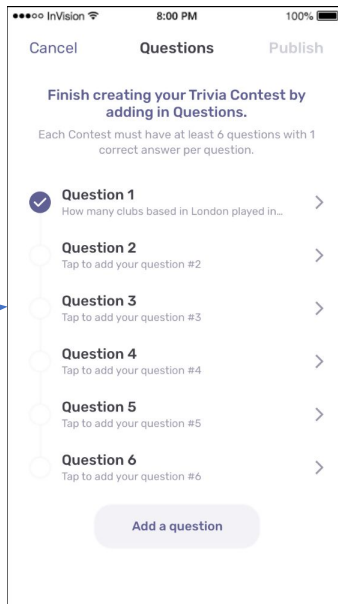 InVision 8:00 PM 100%
Cancel Questions Publish
Finish creating your Trivia Contest by
adding in Questions.
Each Contest must have at least 6 questions with 1
correct answer per question.
Question 1
How many clubs based in London played in...
Question 2
Tap to add your question #2
Question 3
Tap to add your question #3
Question 4
Tap to add your question #4
Question 5
Tap to add your question #5
Question 6
Tap to add your question #6
Add a question